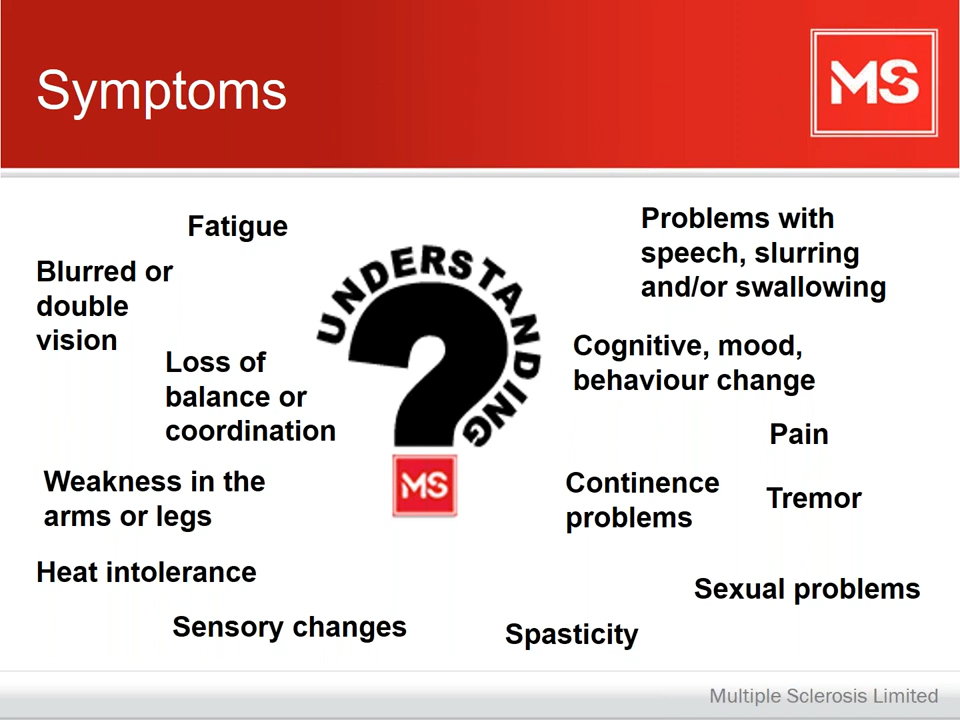 Symptoms
MS
Fatigue
Blurred or
double
vision
Loss of
balance or
coordination
Weakness in the
arms or legs
Heat intolerance
Sensory changes
UNDERSTANDING
MS
Problems with
speech, slurring
and/or swallowing
Cognitive, mood,
behaviour change
Pain
Continence
problems
Tremor
Sexual problems
Spasticity
Multiple Sclerosis Limited